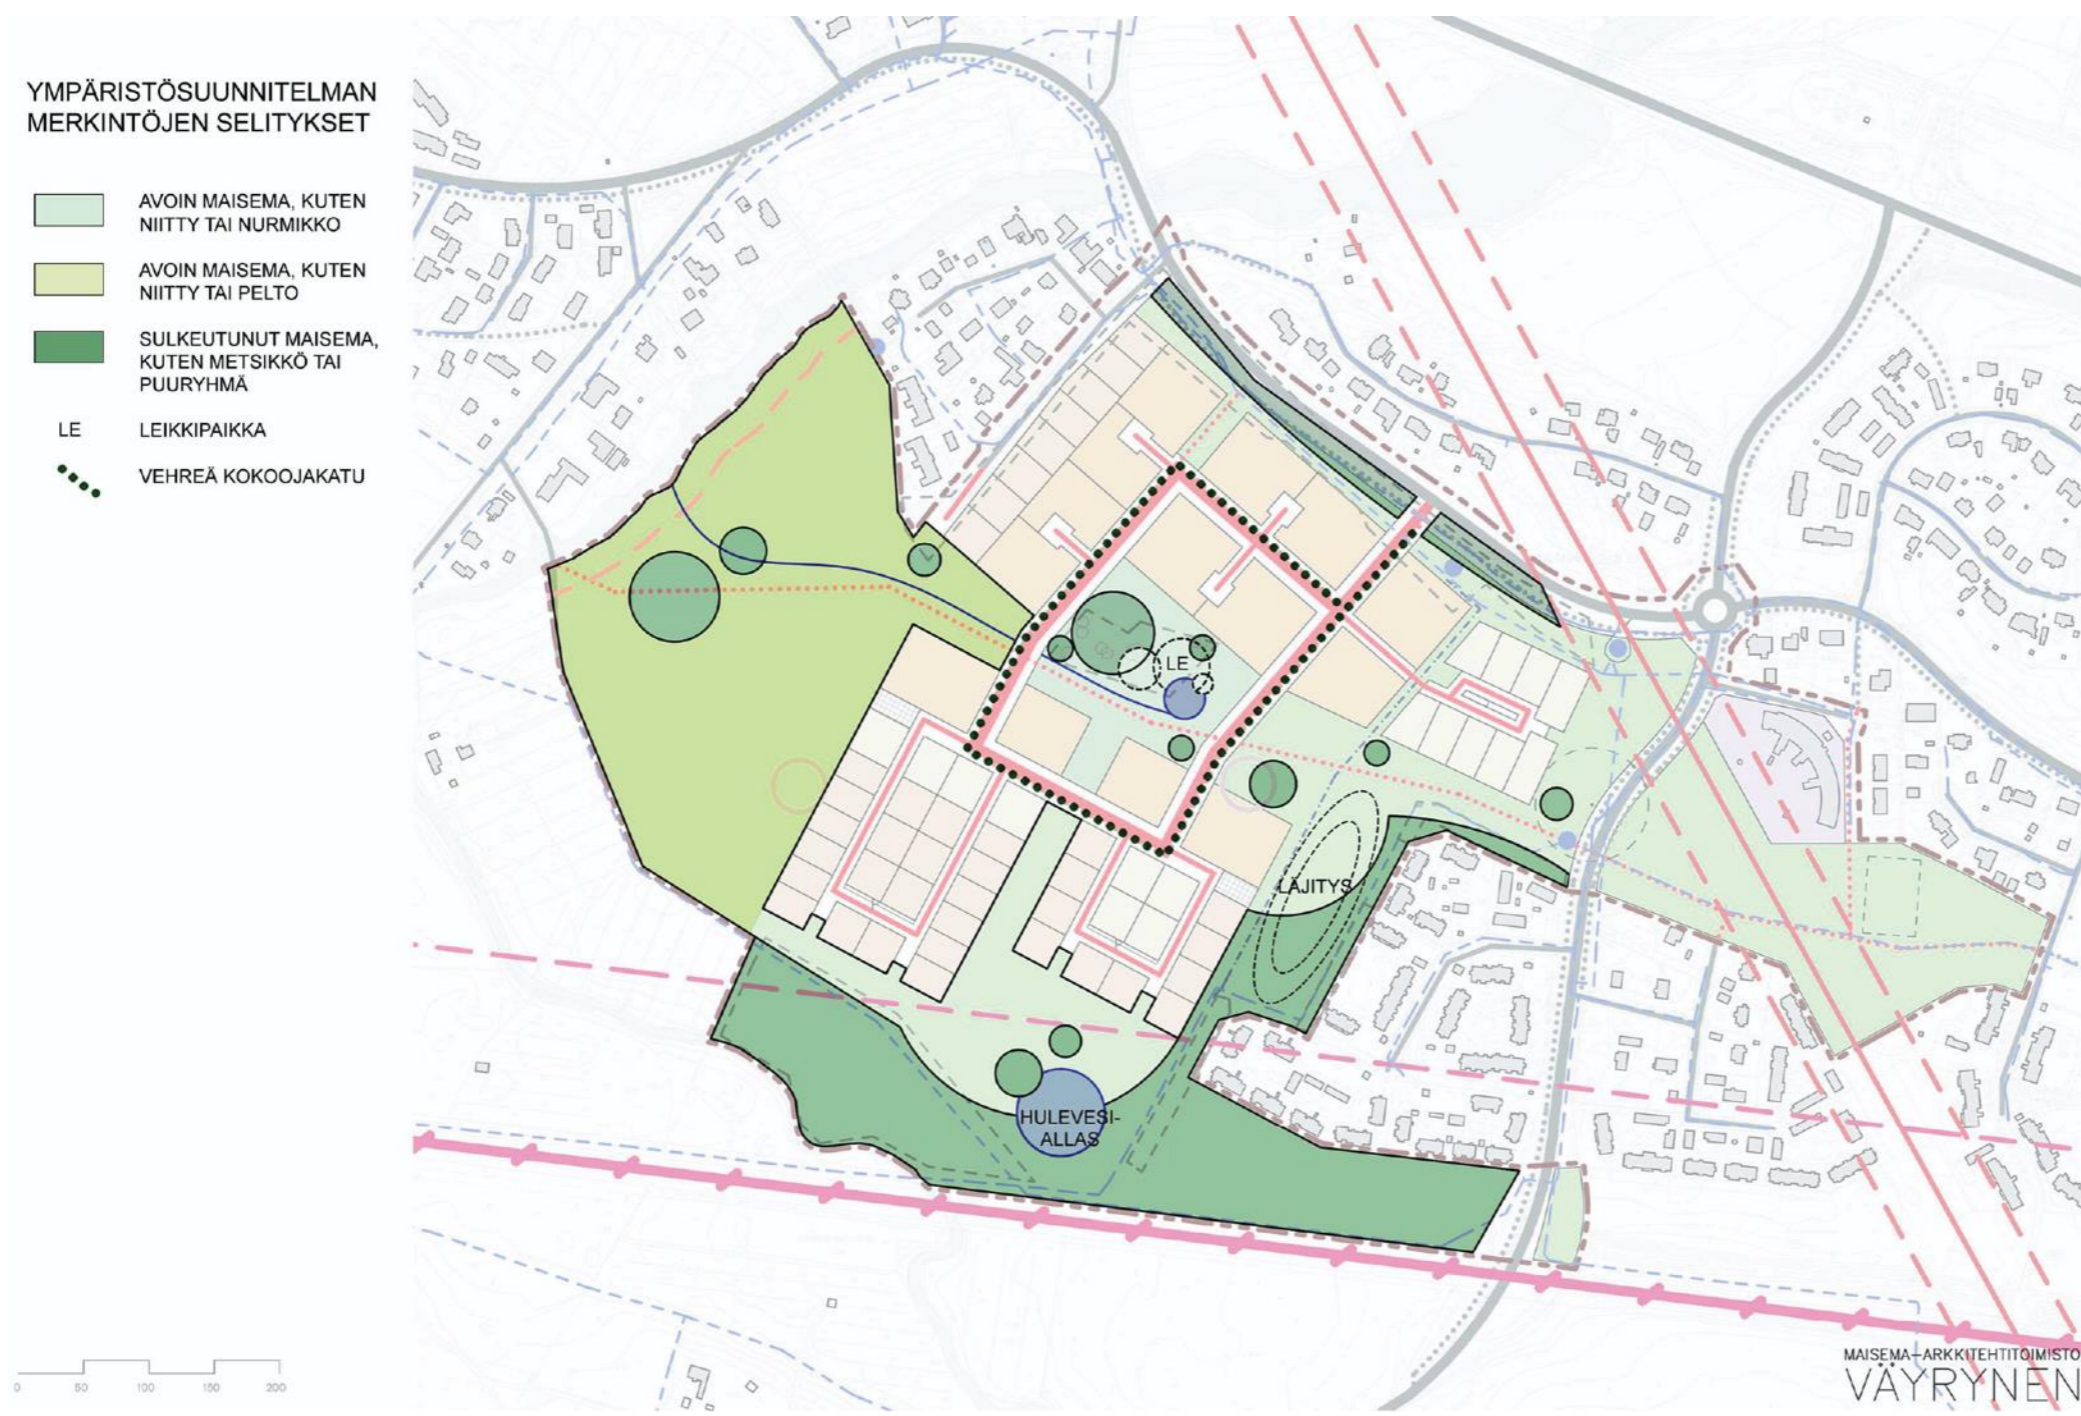 YMPÄRISTÖSUUNNITELMAN
MERKINTÖJEN SELITYKSET
AVOIN MAISEMA, KUTEN
NIITTY TAI NURMIKKO
AVOIN MAISEMA, KUTEN
NIITTY TAI PELTO
SULKEUTUNUT MAISEMA,
KUTEN METSIKKÖ TAI
PUURYHMÄ
LE LEIKKIPAIKKA
VEHREÄ KOKOOJAKATU
LE
LÄJITYS
HULEVESI-
ALLAS
0 50 100 150 200
MAISEMA-ARKKITEHTITOIMISTO
VÄYRYNEN